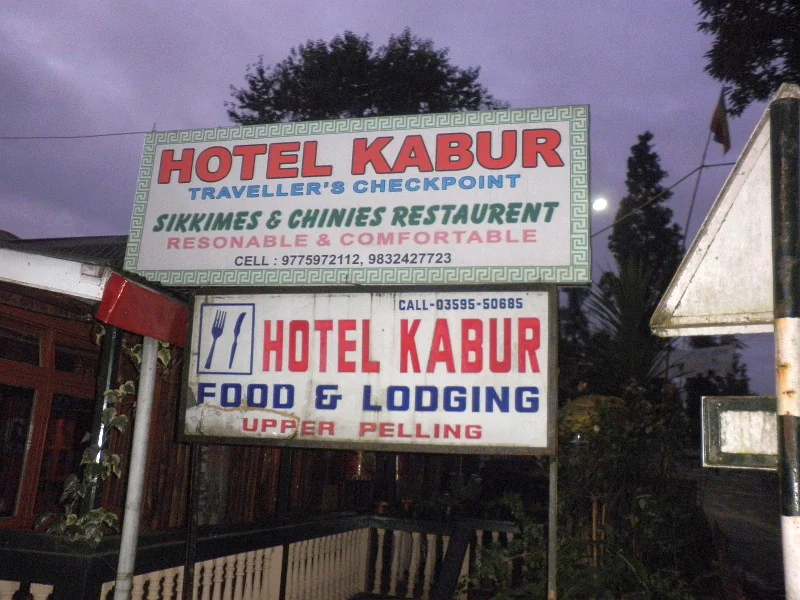 HOTEL KABUR
TRAVELLER'S CHECKPOINT
SIKKIMES & CHINIES RESTAURENT
RESONABLE & COMFORTABLE
CELL : 9775972112, 9832427723
CALL-03595-50685
HOTEL KABUR
FOOD & LODGING
UPPER PELLING